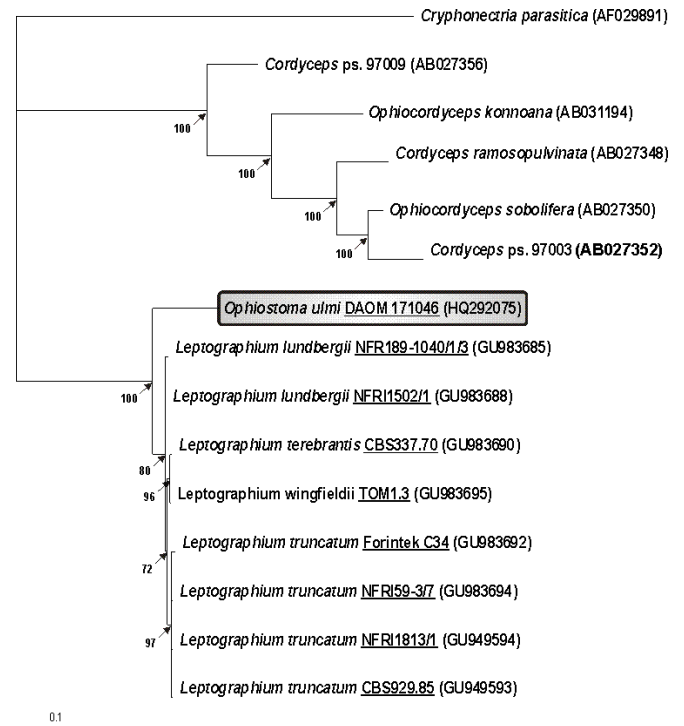 Cryphonectria parasitica (AF029891)
Cordyceps ps. 97009 (AB027356)
100
Ophiocordyceps konnoana (AB031194)
100
Cordyceps ramosopulvinata (AB027348)
100
Ophiocordyceps sobolifera (AB027350)
100
Cordyceps ps. 97003 (AB027352)
Ophiostoma ulmi DAOM 171046 (HQ292075)
Leptographium lundbergii NFR189-1040/1/3 (GU983685)
100
Leptographium lundbergii NFRI1502/1 (GU983688)
Leptographium terebrantis CBS337.70 (GU983690)
80
96
Leptographium wingfieldii TOM1.3 (GU983695)
Leptographium truncatum Forintek C34 (GU983692)
72
Leptographium truncatum NFRI59-3/7 (GU983694)
97
Leptographium truncatum NFRI1813/1 (GU949594)
Leptographium truncatum CBS929.85 (GU949593)
0.1